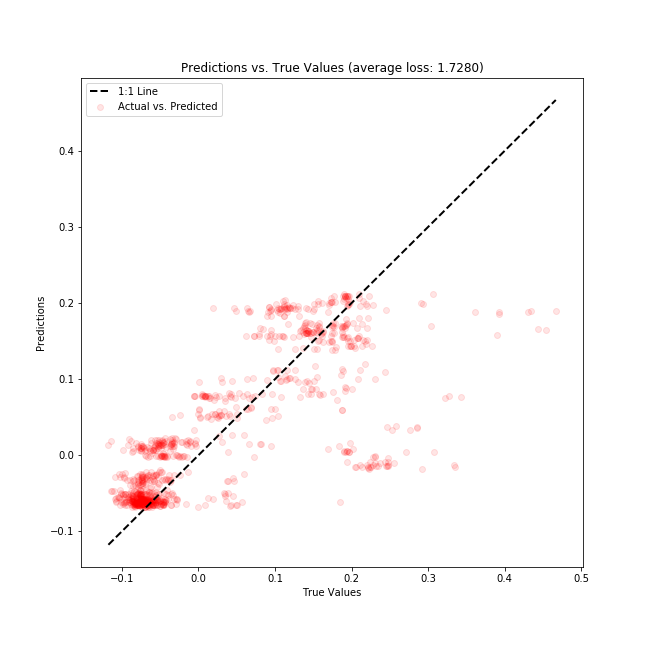 Predictions vs. True Values (average loss: 1.7280)
1:1 Line
Actual vs. Predicted
0.4
0.3
0.2
0.1
0.0
−0.1
Predictions
−0.1
0.0
0.1
0.2
0.3
0.4
0.5
True Values